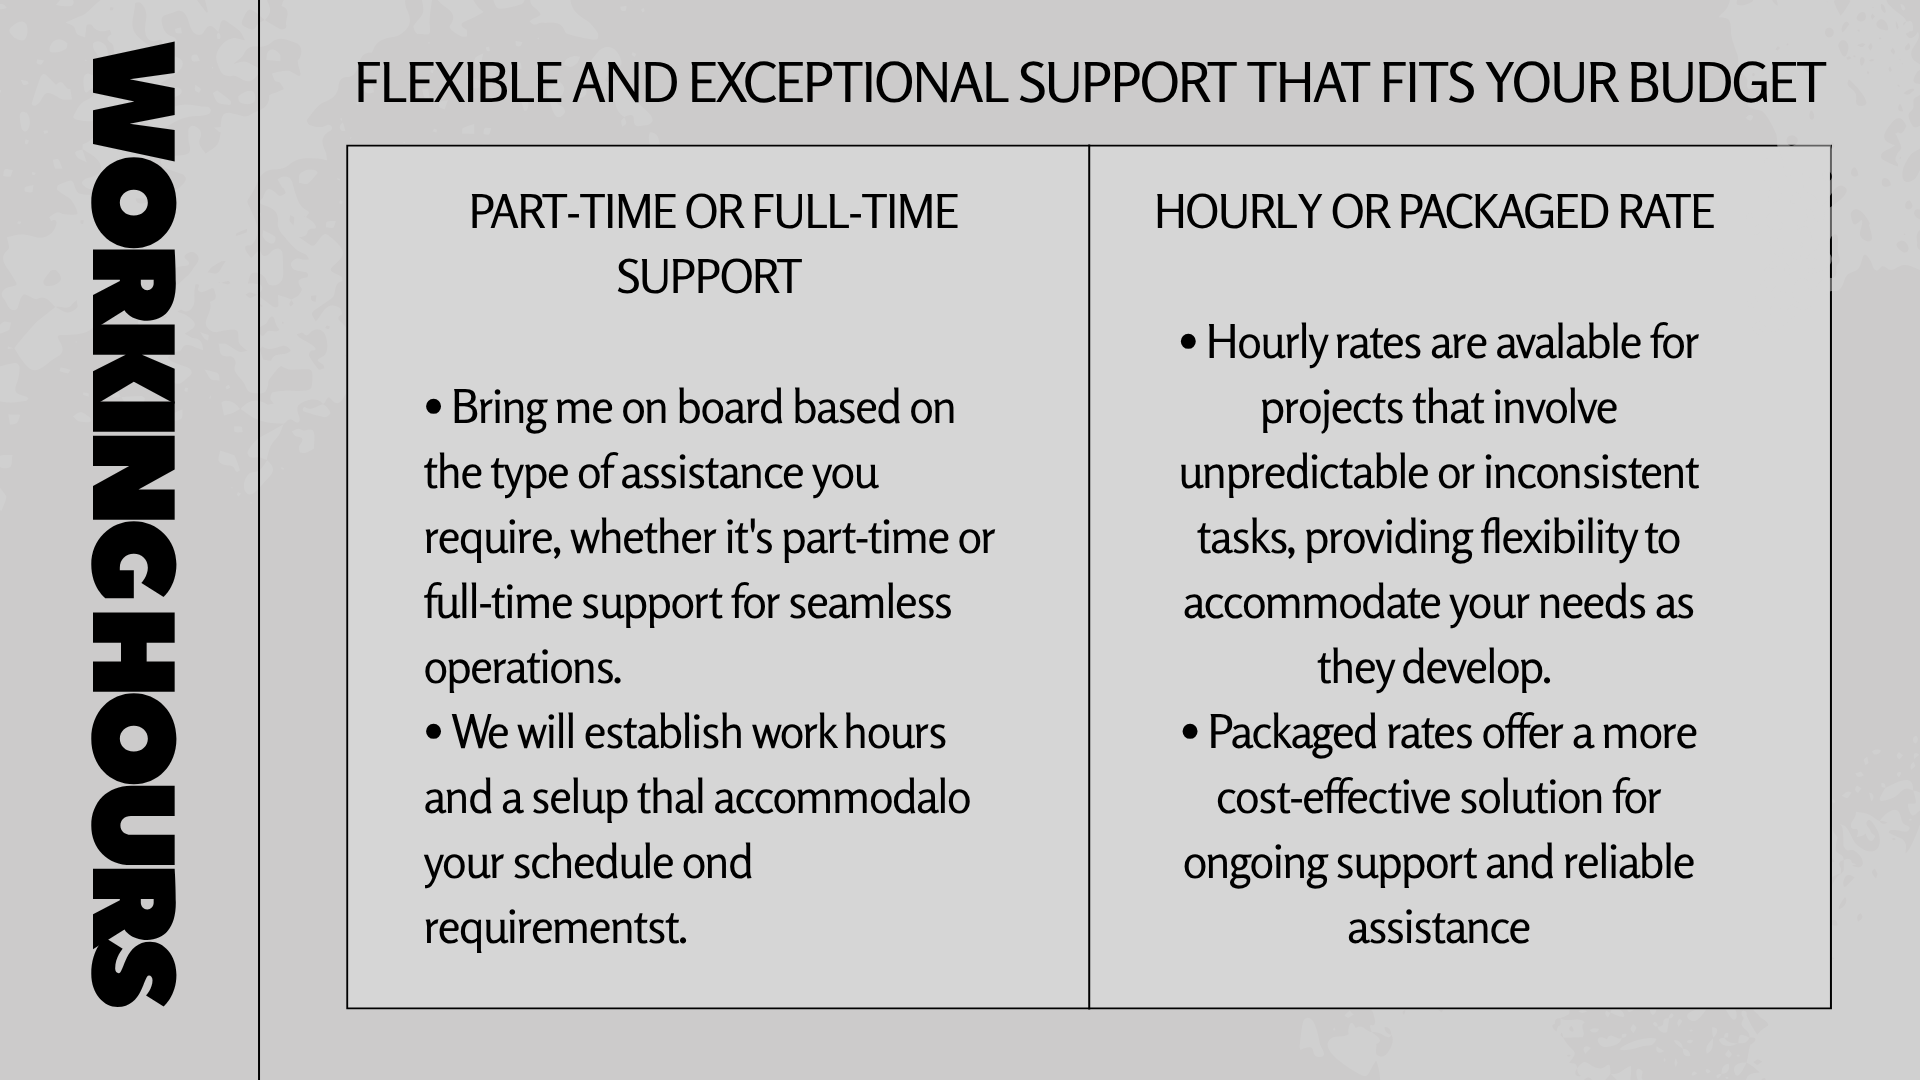 WORKING HOURS
FLEXIBLE AND EXCEPTIONAL SUPPORT THAT FITS YOUR BUDGET
PART-TIME OR FULL-TIME
SUPPORT
• Bring me on board based on
the type of assistance you
require, whether it's part-time or
full-time support for seamless
operations.
• We will establish work hours
and a selup thal accommodalo
your schedule ond
requirementst.
HOURLY OR PACKAGED RATE
• Hourly rates are avalable for
projects that involve
unpredictable or inconsistent
tasks, providing flexibility to
accommodate your needs as
they develop.
• Packaged rates offer a more
cost-effective solution for
ongoing support and reliable
assistance